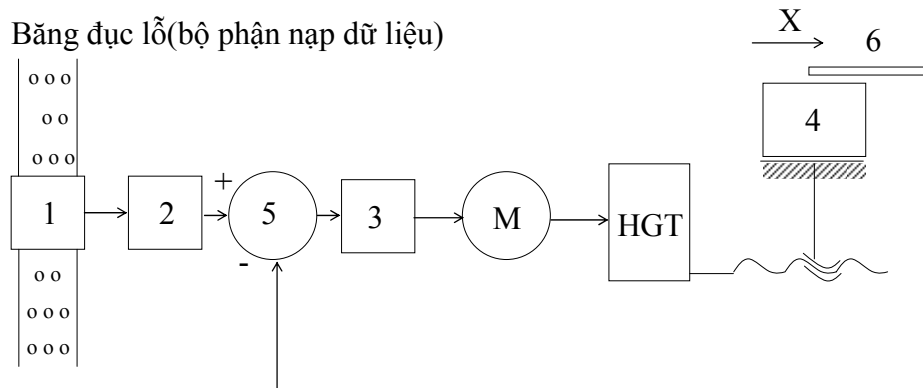 Băng đục lỗ(bộ phận nạp dữ liệu)
X
6
o o o
o o
o o o
4
1
2
+
5
-
3
M
HGT
o o
o o o
o o o